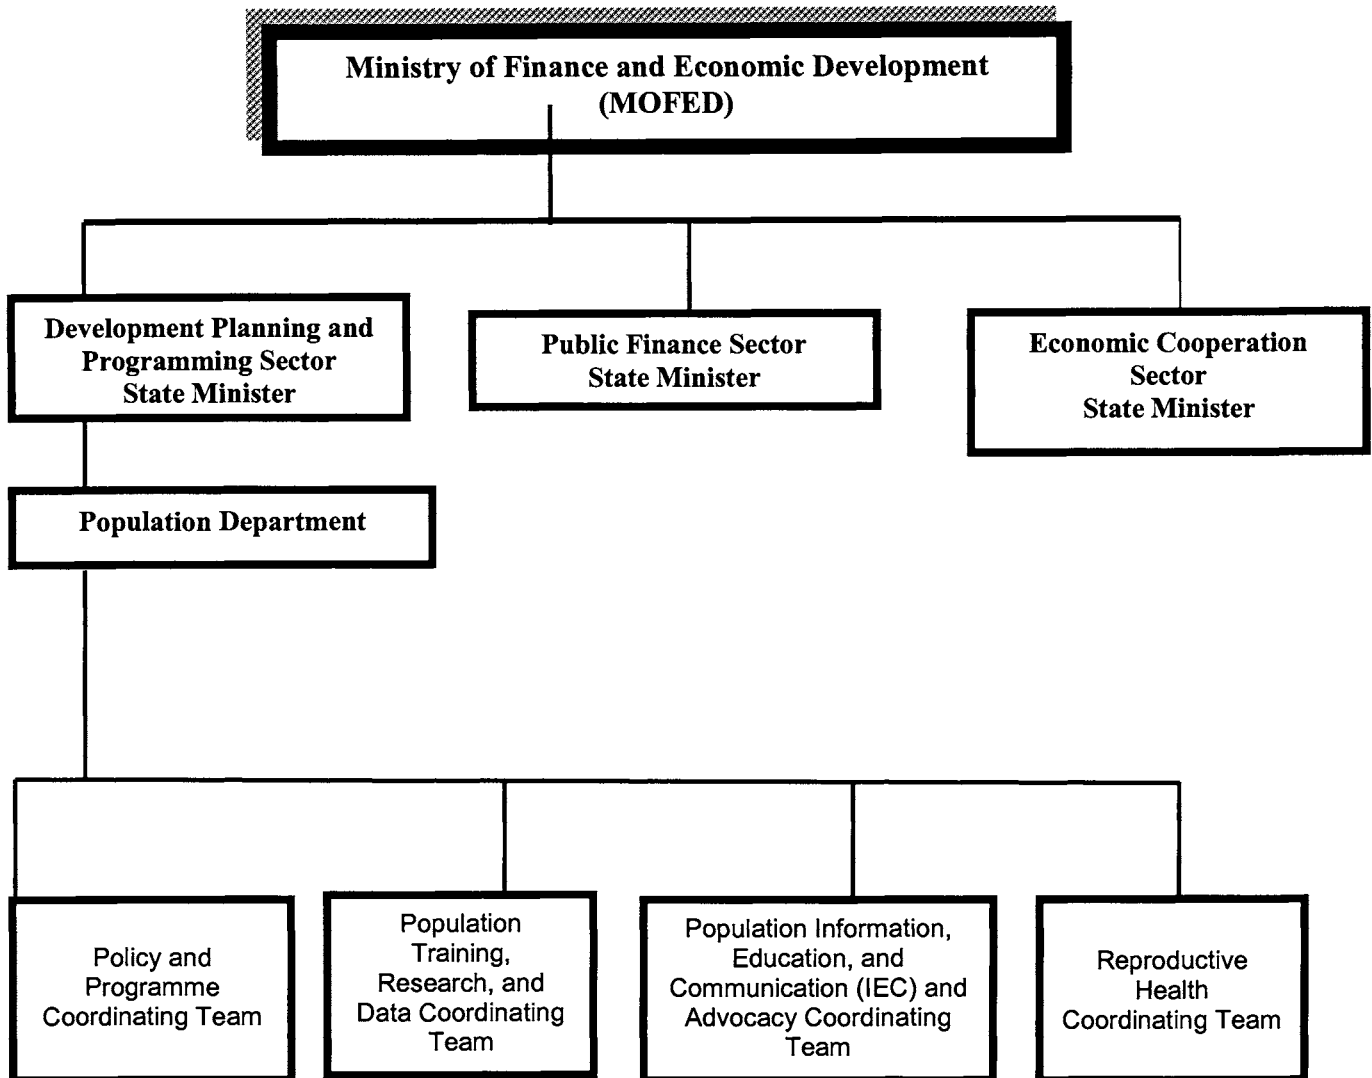 Ministry of Finance and Economic Development
(MOFED)
Development Planning and
Programming Sector
State Minister
Public Finance Sector
State Minister
Economic Cooperation
Sector
State Minister
Population Department
Policy and
Programme
Coordinating Team
Population
Training,
Research, and
Data Coordinating
Team
Population Information,
Education, and
Communication (IEC) and
Advocacy Coordinating
Team
Reproductive
Health
Coordinating Team